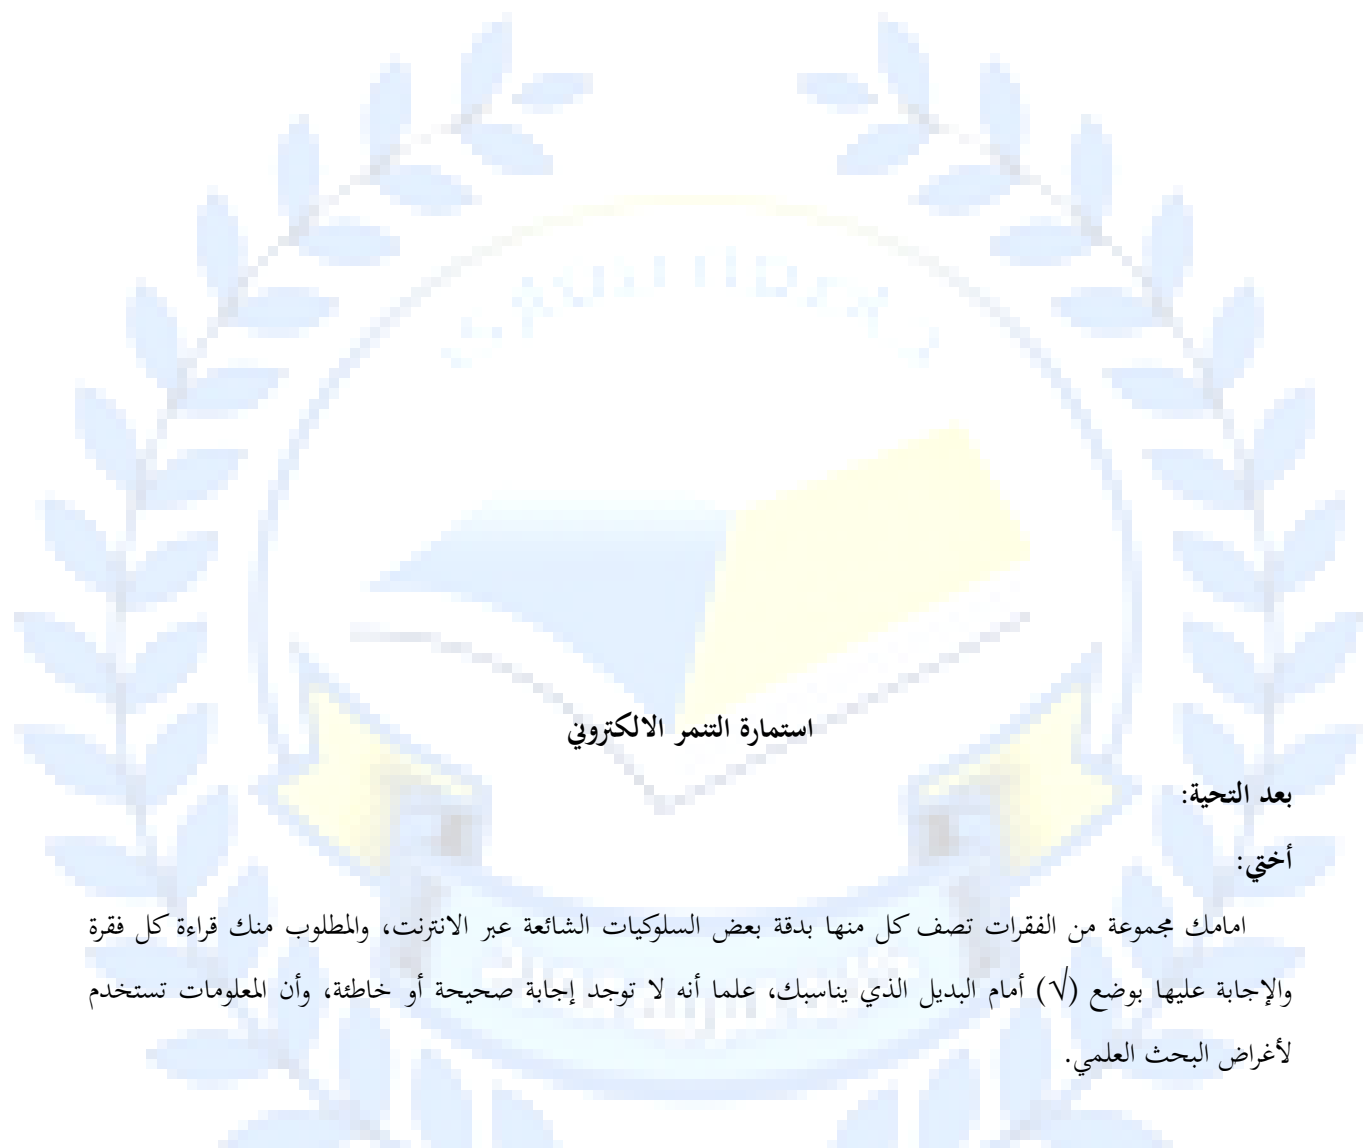 استمارة التنمر الالكتروني
بعد التحية:
أختي:
امامك مجموعة من الفقرات تصف كل منها بدقة بعض السلوكيات الشائعة عبر الانترنت، والمطلوب منك قراءة كل فقرة
والإجابة عليها بوضع (√) أمام البديل الذي يناسبك، علما أنه لا توجد إجابة صحيحة أو خاطئة، وأن المعلومات تستخدم
لأغراض البحث العلمي.